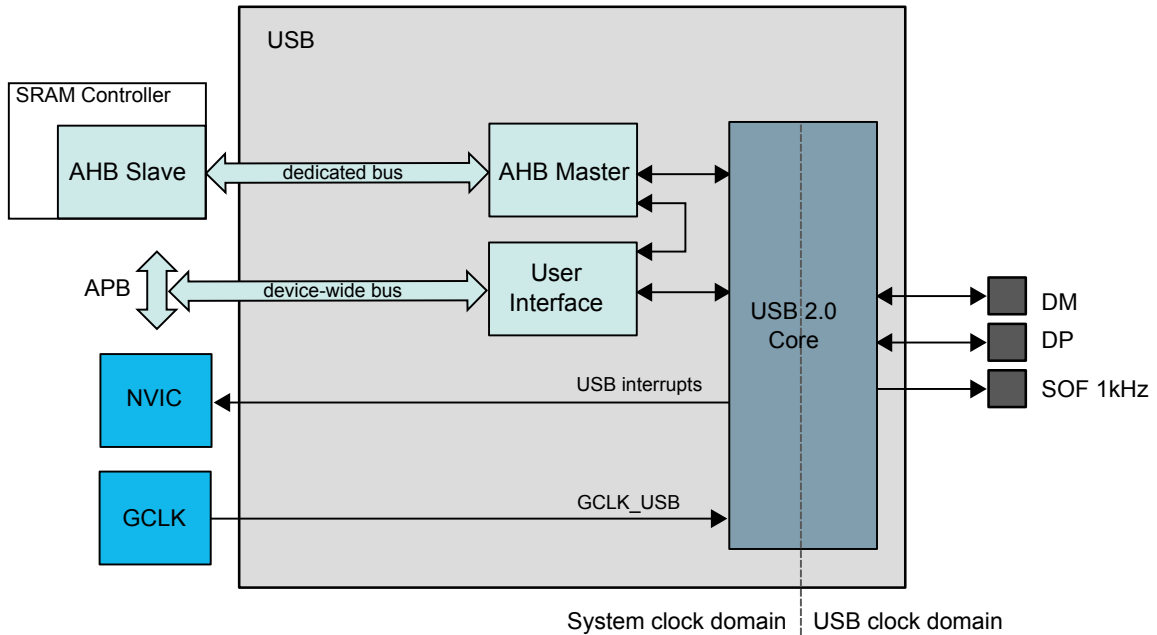 USB
SRAM Controller
AHB Slave
dedicated bus
AHB Master
APB
device-wide bus
User
Interface
USB 2.0
Core
DM
DP
SOF 1kHz
NVIC
USB interrupts
GCLK
GCLK_USB
System clock domain
USB clock domain